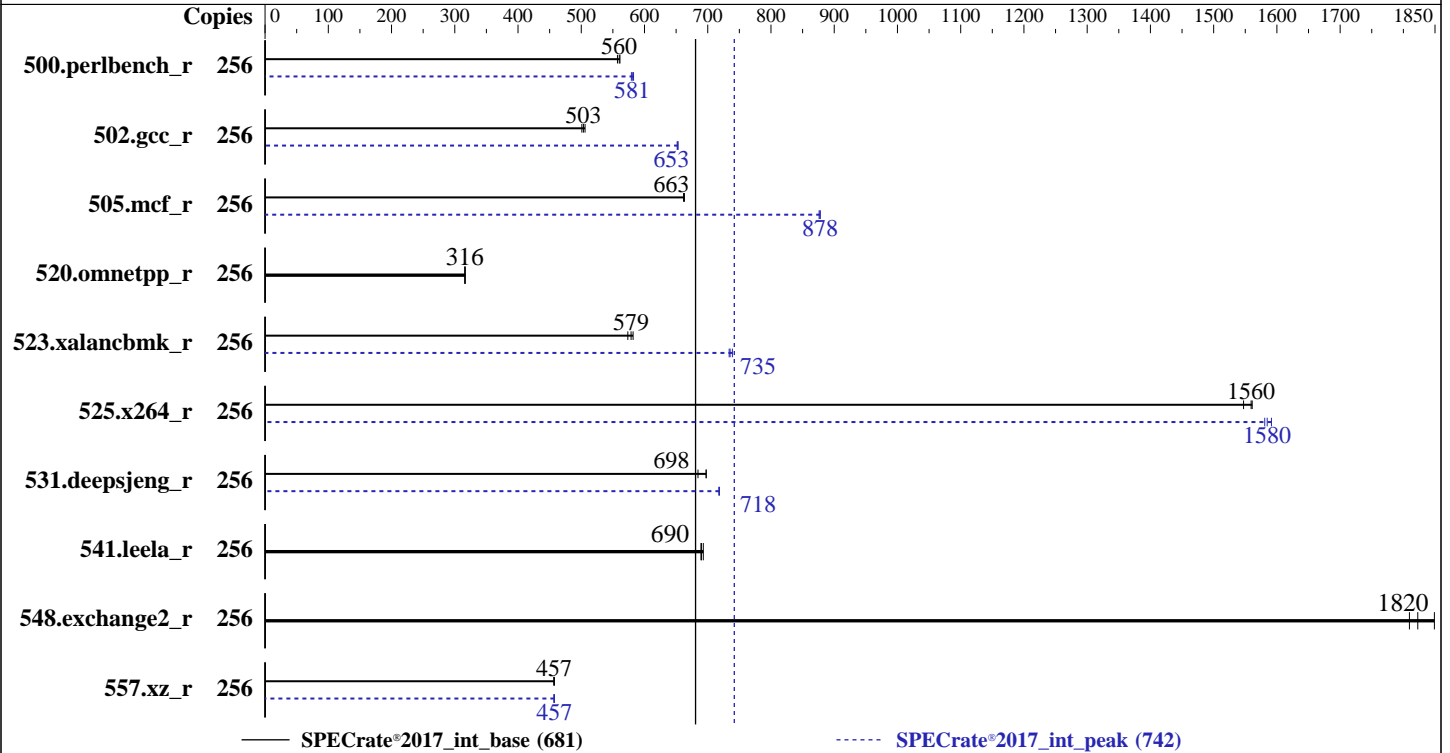 Copies 0 100 200 300 400 500 600 700 800 900 1000 1100 1200 1300 1400 1500 1600 1700 1850
500.perlbench_r 256 560
581
502.gcc_r 256 503
653
505.mcf_r 256 663
878
520.omnetpp_r 256 316
523.xalancbmk_r 256 579
735
525.x264_r 256 1560
1580
531.deepsjeng_r 256 698
718
541.leela_r 256 690
548.exchange2_r 256 1820
557.xz_r 256 457
457
SPECrate®2017_int_base (681) SPECrate®2017_int_peak (742)